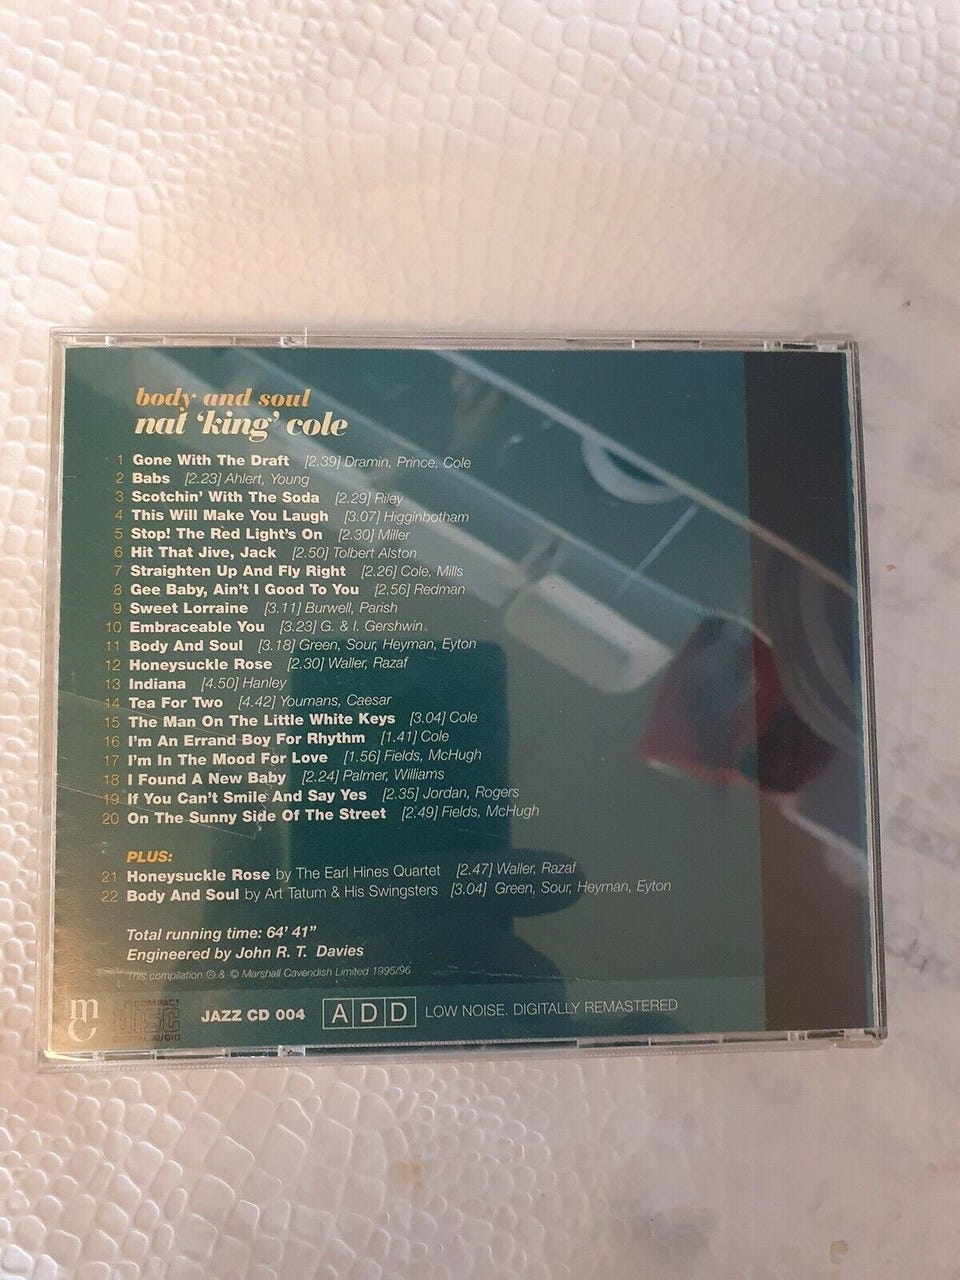 body and soul
nat ‘king’ cole
1 Gone With The Draft [2.39] Dramin, Prince, Cole
2 Babs [2.23] Ahlert, Young
3 Scotchin’ With The Soda [2.29] Riley
4 This Will Make You Laugh [3.07] Higginbotham
5 Stop! The Red Light’s On [2.30] Miller
6 Hit That Jive, Jack [2.50] Tolbert Alston
7 Straighten Up And Fly Right [2.26] Cole, Mills
8 Gee Baby, Ain’t I Good To You [2.56] Redman
9 Sweet Lorraine [3.11] Burwell, Parish
10 Embraceable You [3.23] G. & I. Gershwin
11 Body And Soul [3.18] Green, Sour, Heyman, Eyton
12 Honeysuckle Rose [2.30] Waller, Razaf
13 Indiana [4.50] Hanley
14 Tea For Two [4.42] Youmans, Caesar
15 The Man On The Little White Keys [3.04] Cole
16 I’m An Errand Boy For Rhythm [1.41] Cole
17 I’m In The Mood For Love [1.56] Fields, McHugh
18 I Found A New Baby [2.24] Palmer, Williams
19 If You Can’t Smile And Say Yes [2.35] Jordan, Rogers
20 On The Sunny Side Of The Street [2.49] Fields, McHugh
PLUS:
21 Honeysuckle Rose by The Earl Hines Quartet [2.47] Waller, Razaf
22 Body And Soul by Art Tatum & His Swingsters [3.04] Green, Sour, Heyman, Eyton
Total running time: 64’ 41”
Engineered by John R. T. Davies
This compilation ℗ & © Marshall Cavendish Limited 1995/96
mc COMPACT disc DIGITAL AUDIO JAZZ CD 004 ADD LOW NOISE. DIGITALLY REMASTERED